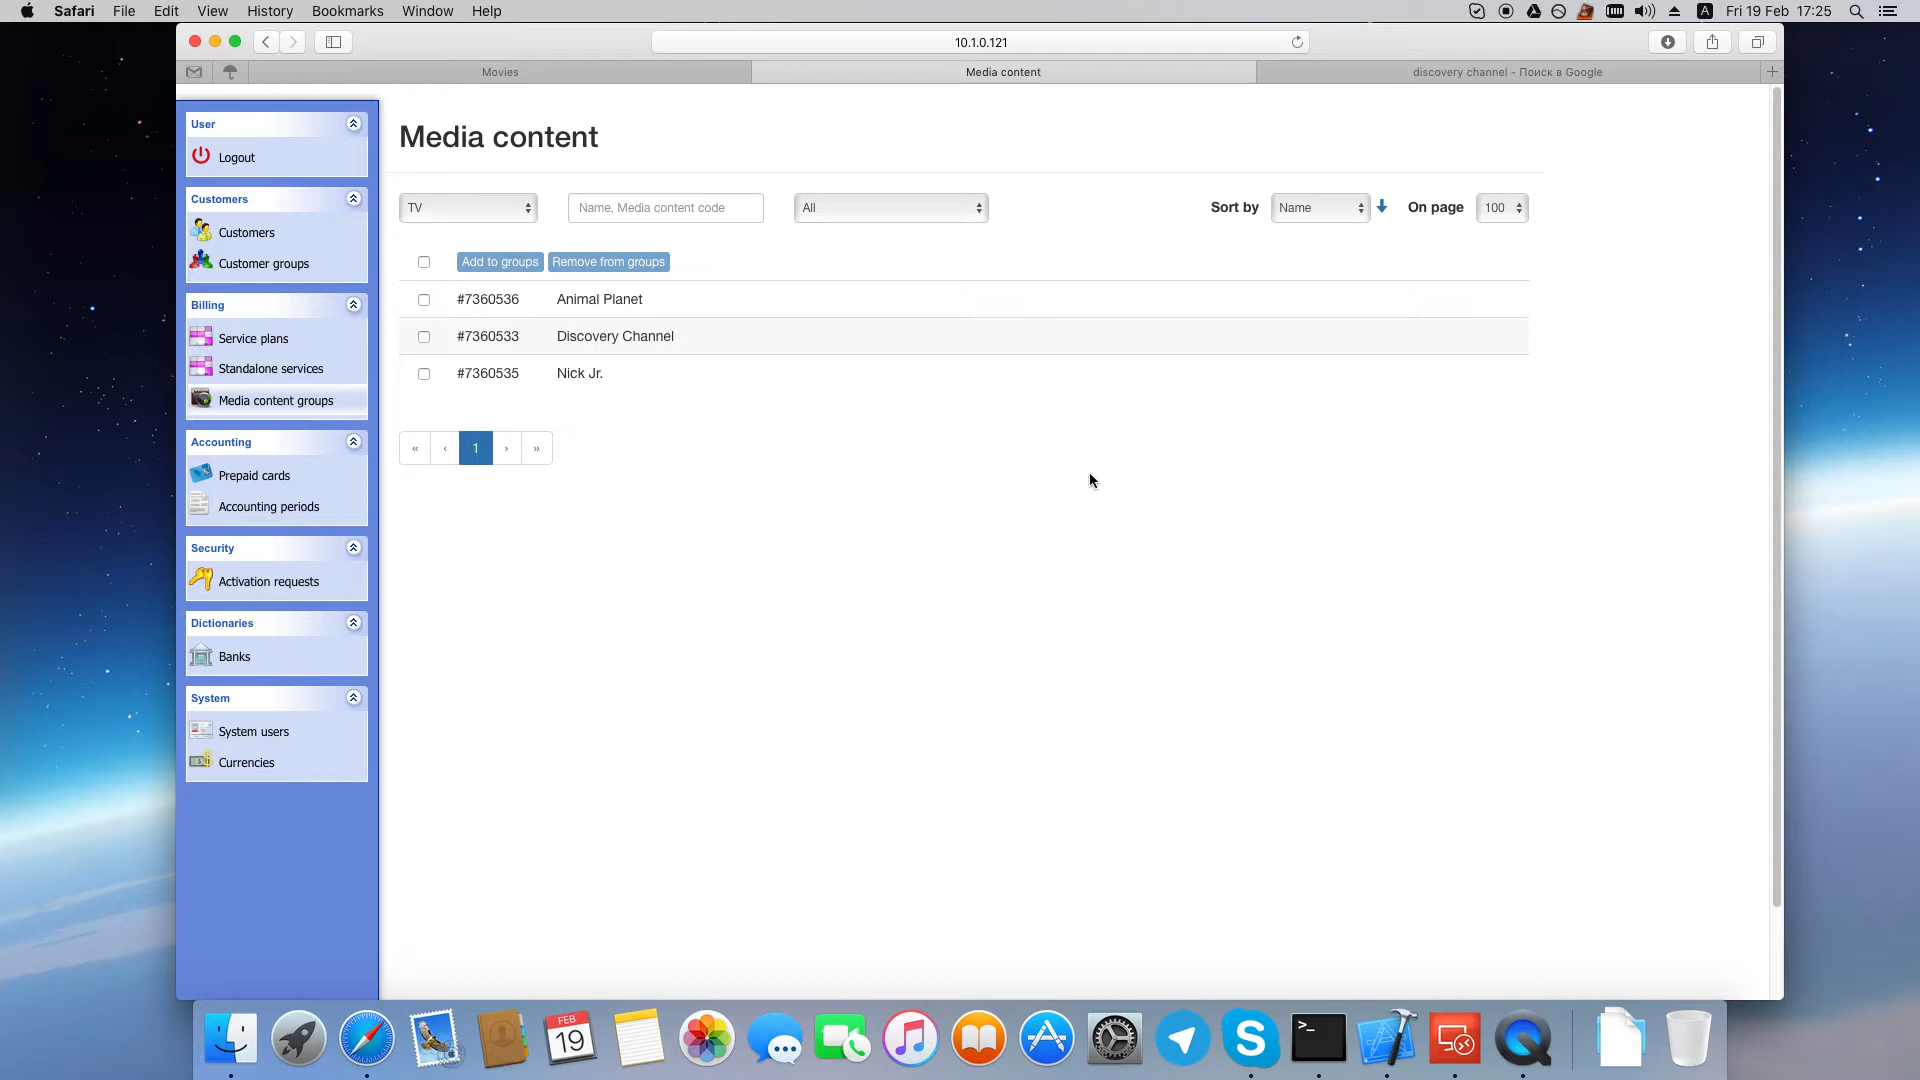 Safari File Edit View History Bookmarks Window Help
A Fri 19 Feb 17:25
10.1.0.121
Movies
Media content
discovery channel - Поиск в Google
User
Logout
Customers
Customers
Customer groups
Billing
Service plans
Standalone services
Media content groups
Accounting
Prepaid cards
Accounting periods
Security
Activation requests
Dictionaries
Banks
System
System users
Currencies
Media content
TV
Name, Media content code
All
Sort by
Name
On page
100
Add to groups
Remove from groups
#7360536 Animal Planet
#7360533 Discovery Channel
#7360535 Nick Jr.
« ‹ 1 › »
FEB
19